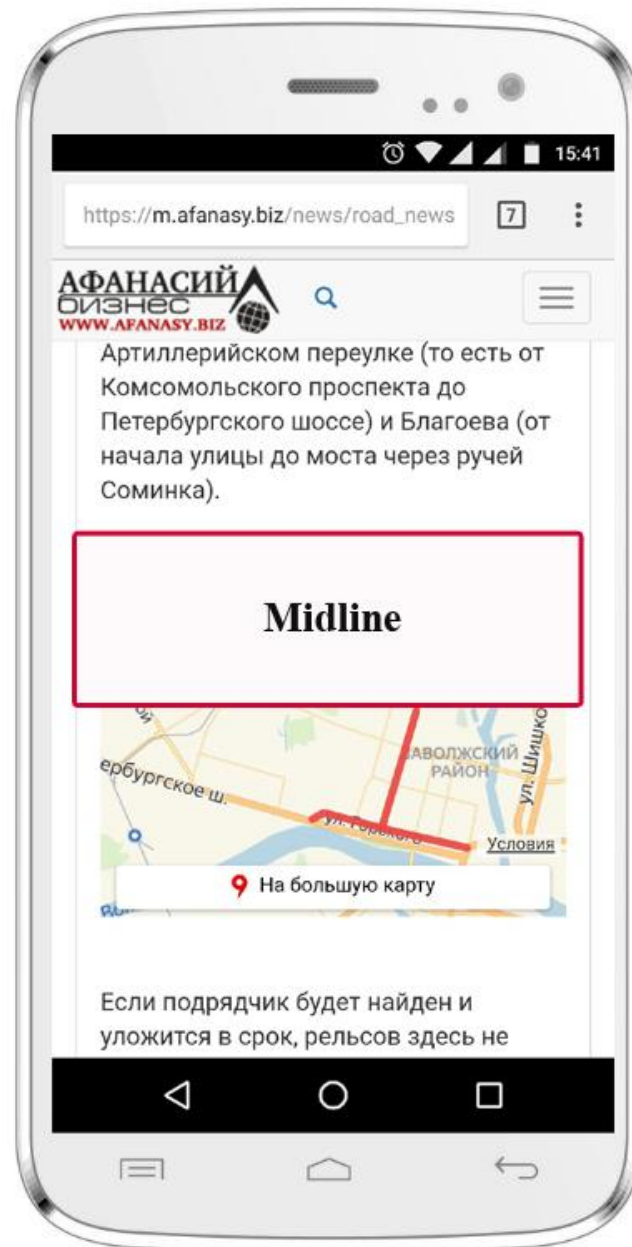 15:41
https://m.afanasy.biz/news/road_news
7
АФАНАСИЙ
бизнес
WWW.AFANASY.BIZ
Артиллерийском переулке (то есть от
Комсомольского проспекта до
Петербургского шоссе) и Благоева (от
начала улицы до моста через ручей
Соминка).
Midline
ЗАВОЛЖСКИЙ
РАЙОН
ул. Шишко
ербургское ш.
ул. Горького
Условия
На большую карту
Если подрядчик будет найден и
уложится в срок, рельсов здесь не